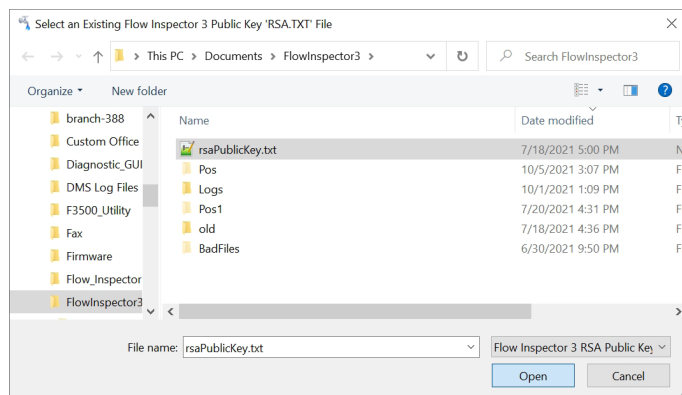 Select an Existing Flow Inspector 3 Public Key 'RSA.TXT' File
This PC > Documents > FlowInspector3 >
Search FlowInspector3
Organize
New folder
branch-388
Custom Office
Diagnostic_GUI
DMS Log Files
F3500_Utility
Fax
Firmware
Flow_Inspector
FlowInspector3
Name Date modified
rsaPublicKey.txt 7/18/2021 5:00 PM
Pos 10/5/2021 3:07 PM F
Logs 10/1/2021 1:09 PM F
Pos1 7/20/2021 4:31 PM F
old 7/18/2021 4:36 PM F
BadFiles 6/30/2021 9:50 PM F
File name: rsaPublicKey.txt
Flow Inspector 3 RSA Public Key
Open Cancel